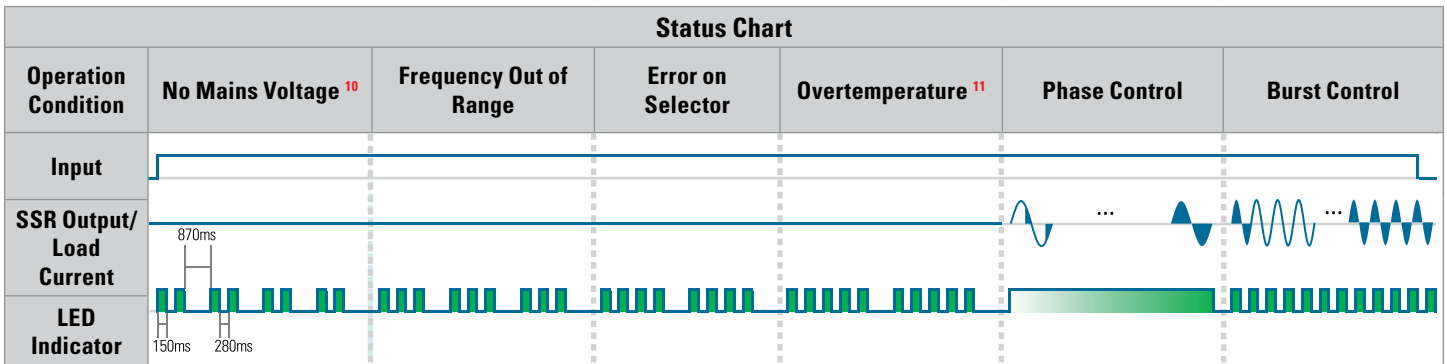 Status Chart
Operation
Condition
No Mains Voltage 10
Frequency Out of
Range
Error on
Selector
Overtemperature 11
Phase Control
Burst Control
Input
SSR Output/
Load
Current
870ms
...
...
LED
Indicator
150ms
280ms